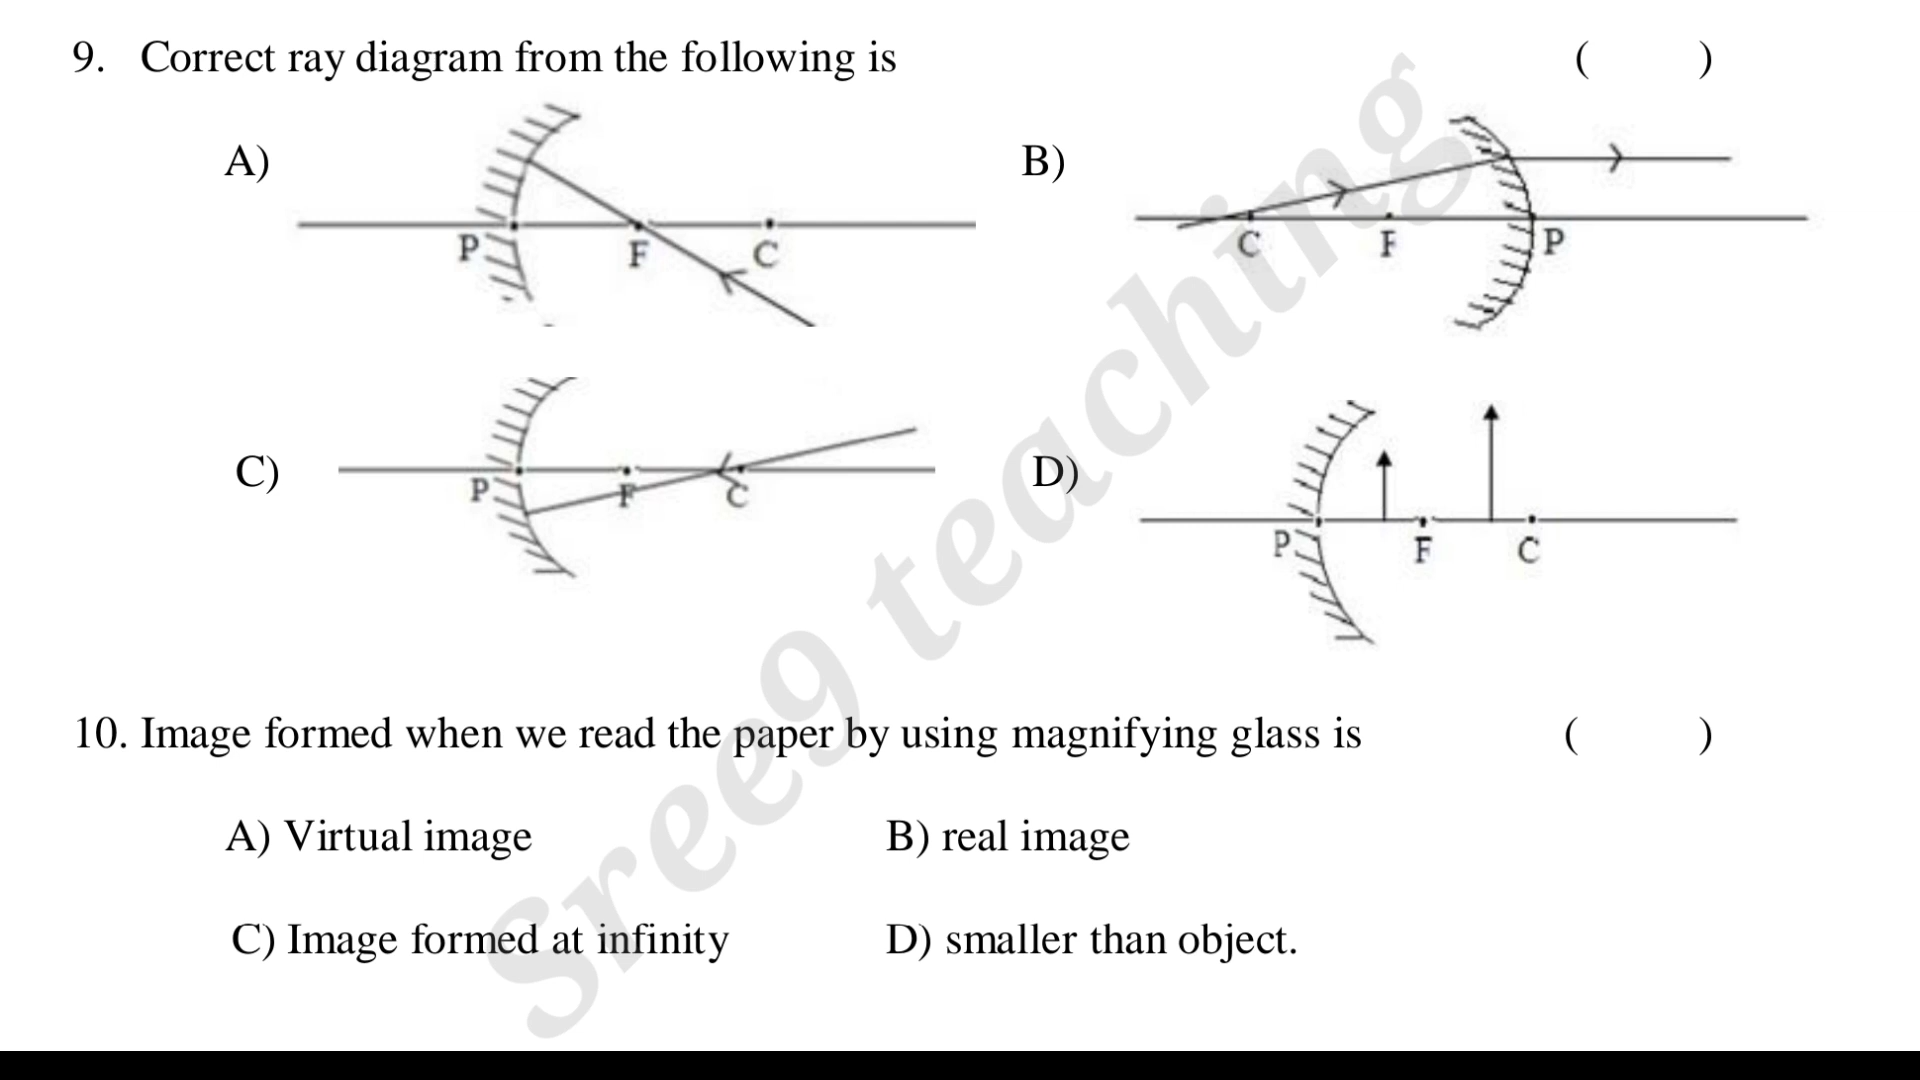 9. Correct ray diagram from the following is ( )
A) P F C
B) C F P
C) P F C
D) P F C
10. Image formed when we read the paper by using magnifying glass is ( )
A) Virtual image B) real image
C) Image formed at infinity D) smaller than object.
Sree9 teaching